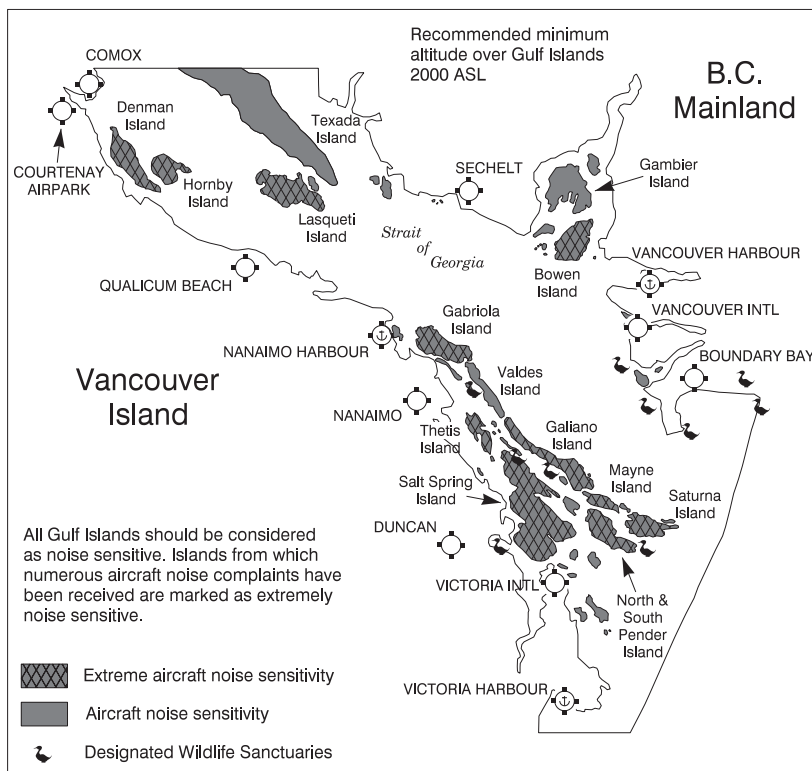 COMOX
Recommended minimum
altitude over Gulf Islands
2000 ASL
B.C.
Mainland
Denman
Island
Texada
Island
COURTENAY
AIRPARK
Hornby
Island
Lasqueti
Island
SECHELT
Gambier
Island
Strait
of
Georgia
Bowen
Island
VANCOUVER HARBOUR
QUALICUM BEACH
VANCOUVER INTL
Gabriola
Island
NANAIMO HARBOUR
BOUNDARY BAY
Vancouver
Island
Valdes
Island
NANAIMO
Thetis
Island
Galiano
Island
Mayne
Island
Salt Spring
Island
Saturna
Island
All Gulf Islands should be considered
as noise sensitive. Islands from which
numerous aircraft noise complaints have
been received are marked as extremely
noise sensitive.
DUNCAN
VICTORIA INTL
North &
South
Pender
Island
Extreme aircraft noise sensitivity
VICTORIA HARBOUR
Aircraft noise sensitivity
Designated Wildlife Sanctuaries